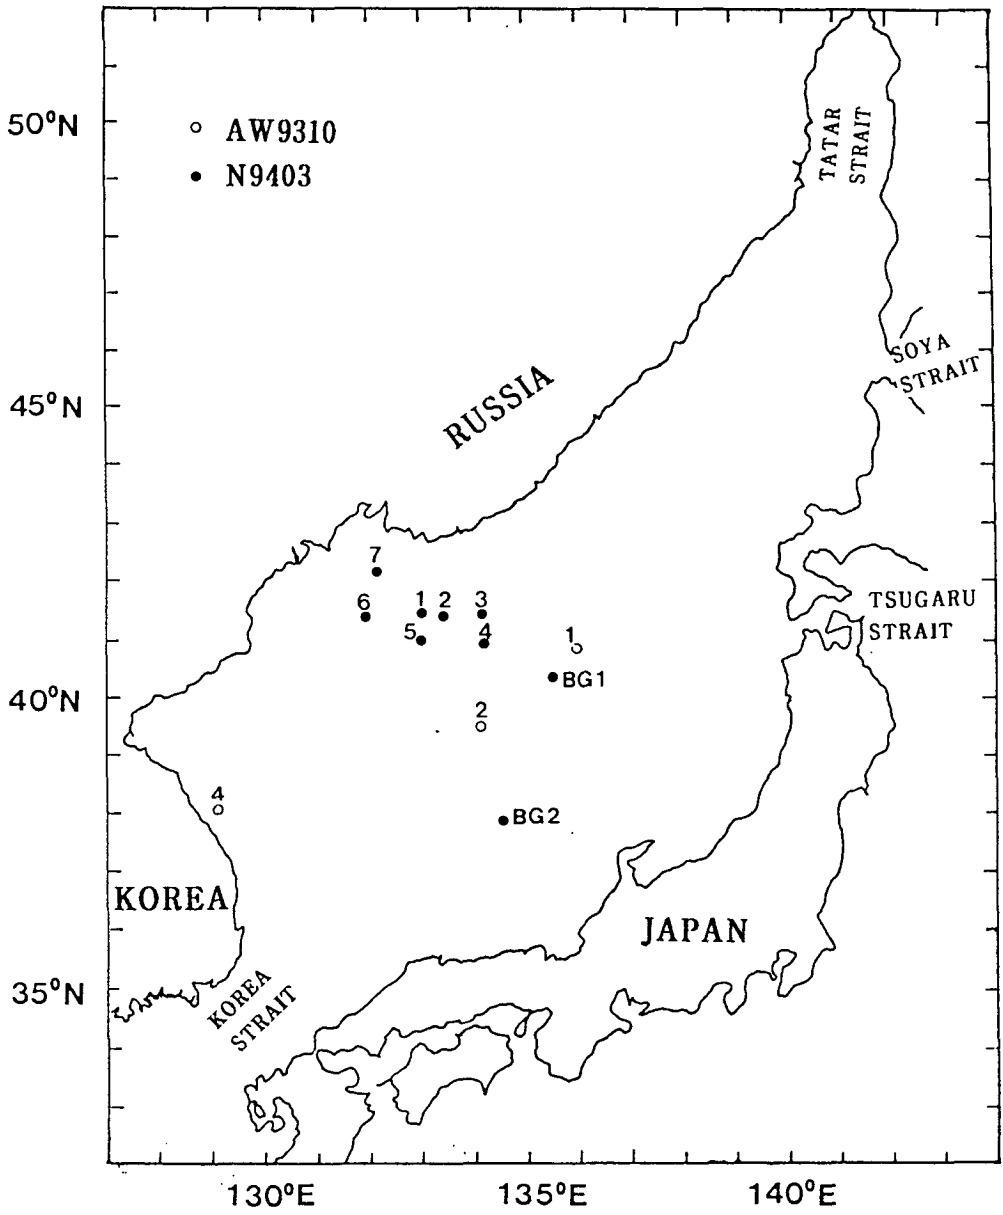 50°N
○ AW9310
● N9403
TATAR
STRAIT
SOYA
STRAIT
45°N
RUSSIA
7
6
1
2
3
5
4
1
TSUGARU
STRAIT
BG1
40°N
2
4
BG2
KOREA
JAPAN
35°N
KOREA
STRAIT
130°E
135°E
140°E